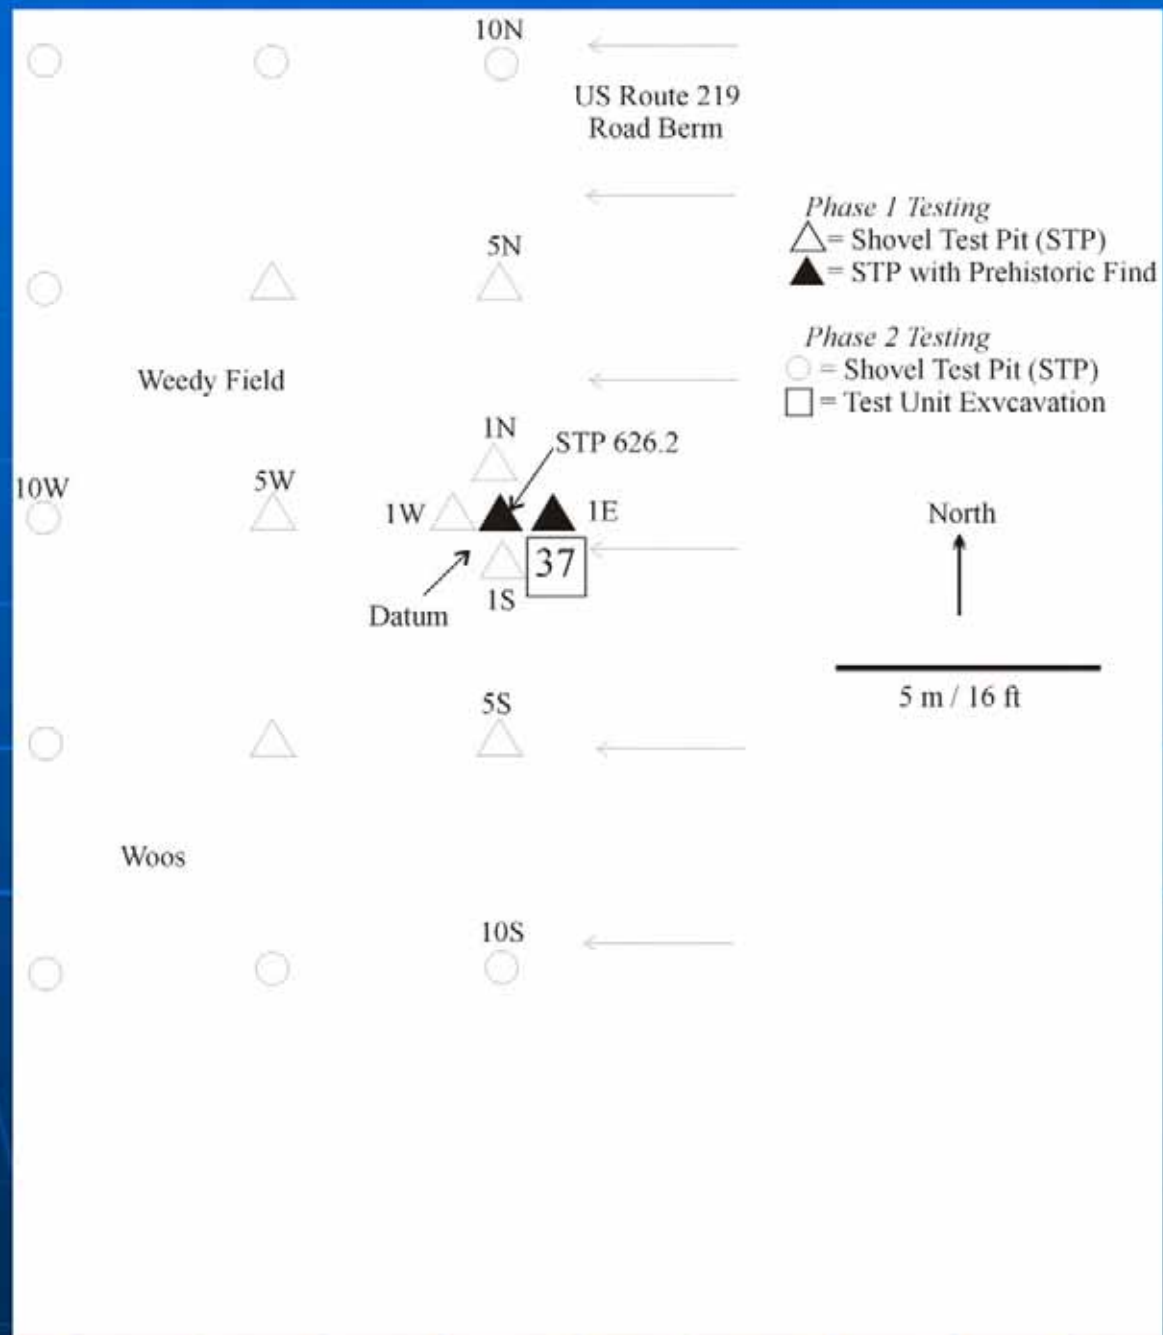 10N
US Route 219
Road Berm
Phase 1 Testing
= Shovel Test Pit (STP)
= STP with Prehistoric Find
5N
Phase 2 Testing
= Shovel Test Pit (STP)
= Test Unit Exvcavation
Weedy Field
1N
STP 626.2
10W
5W
1W
1E
North
37
Datum
1S
5 m / 16 ft
5S
Woos
10S